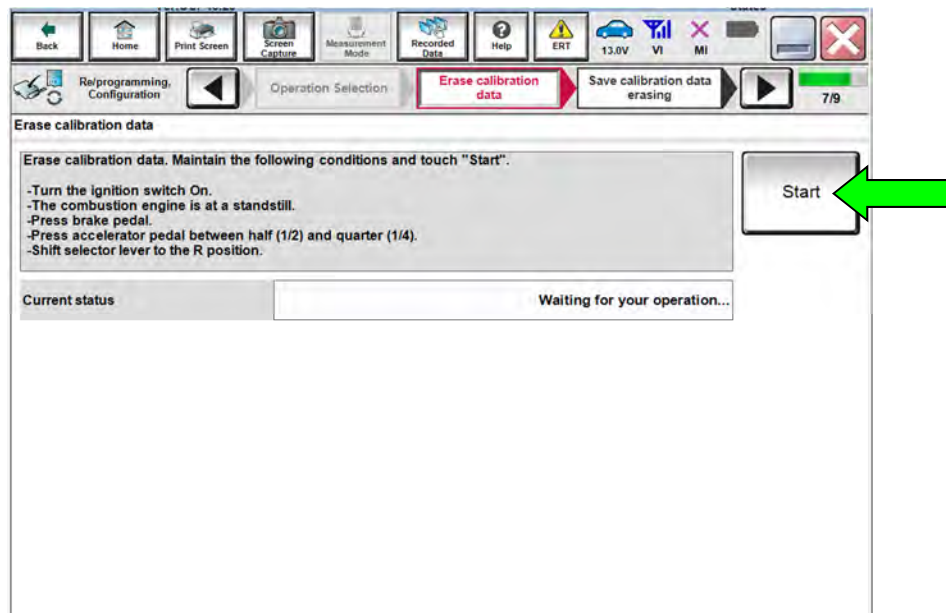 Back
Home
Print Screen
Screen
Capture
Measurement
Mode
Recorded
Data
Help
ERT
13.0V
VI
MI
Re/programming,
Configuration
Operation Selection
Erase calibration
data
Save calibration data
erasing
7/9
Erase calibration data
Erase calibration data. Maintain the following conditions and touch "Start".
-Turn the ignition switch On.
-The combustion engine is at a standstill.
-Press brake pedal.
-Press accelerator pedal between half (1/2) and quarter (1/4).
-Shift selector lever to the R position.
Start
Current status
Waiting for your operation...